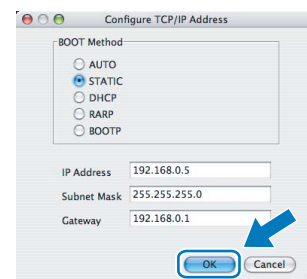 Configure TCP/IP Address
BOOT Method
AUTO
STATIC
DHCP
RARP
BOOTP
IP Address 192.168.0.5
Subnet Mask 255.255.255.0
Gateway 192.168.0.1
OK Cancel